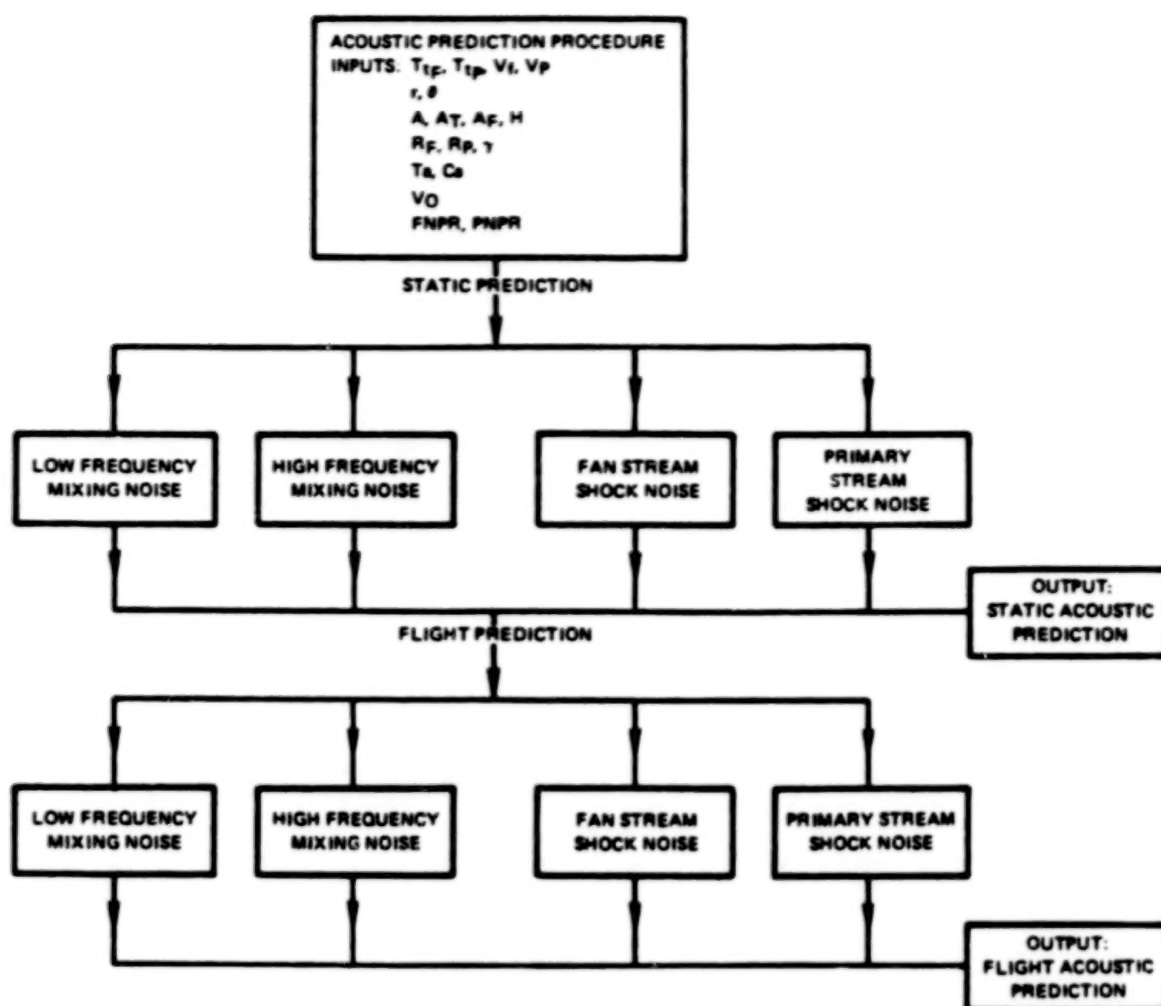 ACOUSTIC PREDICTION PROCEDURE
INPUTS: TtF, TtP, Vf, VP
r, θ
A, AT, AF, H
RF, RP, γ
Ta, Ca
VO
FNPR, PNPR
STATIC PREDICTION
LOW FREQUENCY
MIXING NOISE
HIGH FREQUENCY
MIXING NOISE
FAN STREAM
SHOCK NOISE
PRIMARY
STREAM
SHOCK NOISE
OUTPUT:
STATIC ACOUSTIC
PREDICTION
FLIGHT PREDICTION
LOW FREQUENCY
MIXING NOISE
HIGH FREQUENCY
MIXING NOISE
FAN STREAM
SHOCK NOISE
PRIMARY STREAM
SHOCK NOISE
OUTPUT:
FLIGHT ACOUSTIC
PREDICTION